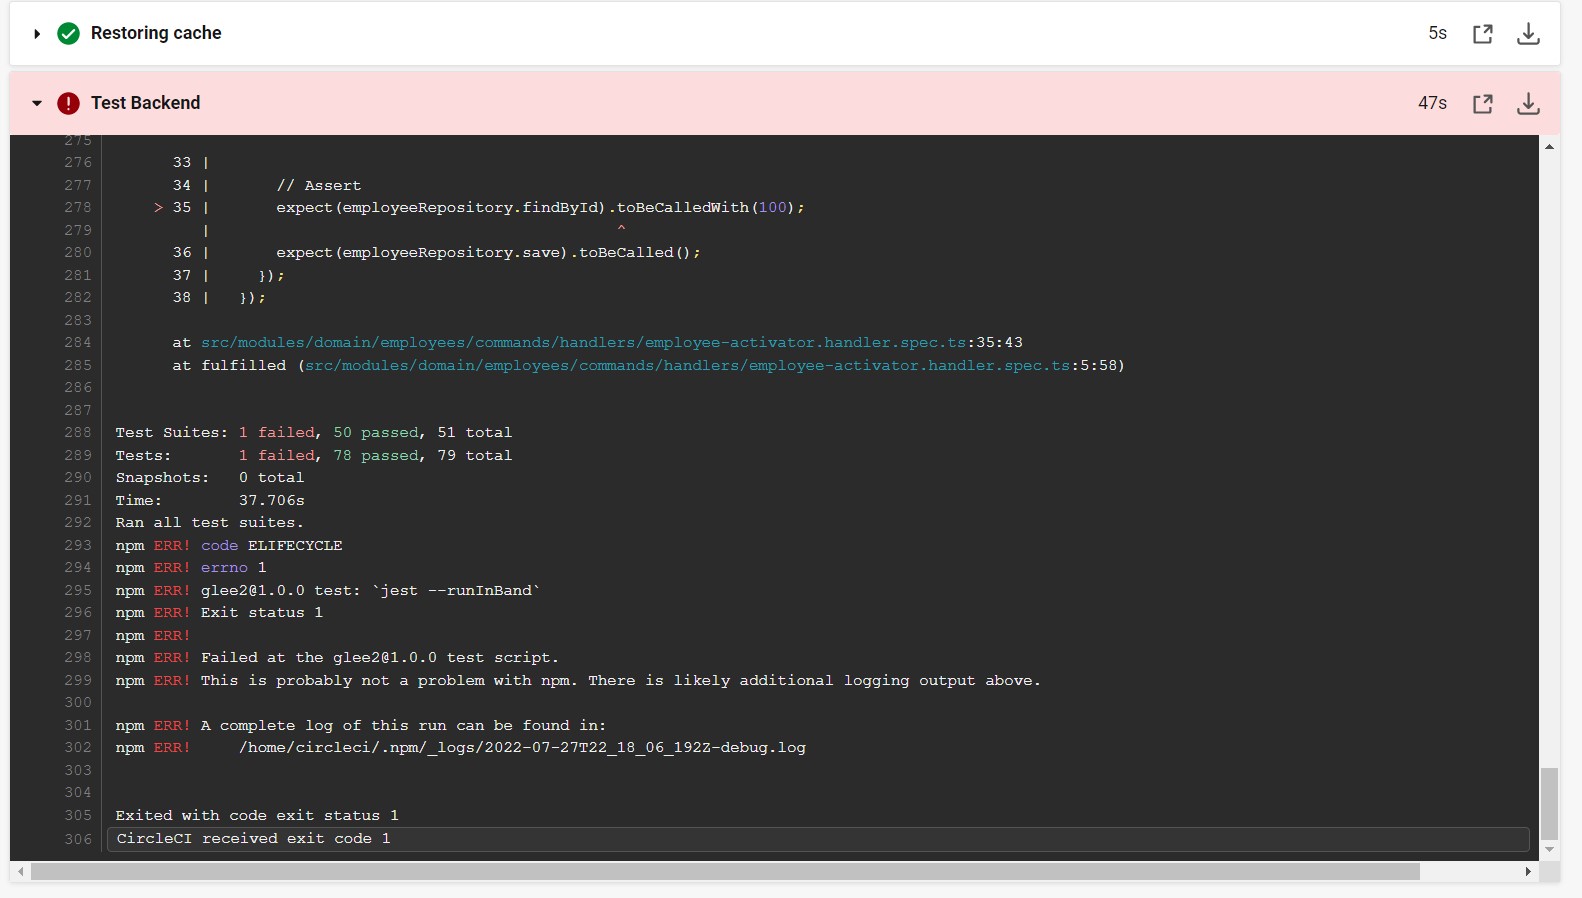 Restoring cache 5s
Test Backend 47s
275
276 33 |
277 34 | // Assert
278 > 35 | expect(employeeRepository.findById).toBeCalledWith(100);
279 | ^
280 36 | expect(employeeRepository.save).toBeCalled();
281 37 | });
282 38 | });
283
284 at src/modules/domain/employees/commands/handlers/employee-activator.handler.spec.ts:35:43
285 at fulfilled (src/modules/domain/employees/commands/handlers/employee-activator.handler.spec.ts:5:58)
286
287
288 Test Suites: 1 failed, 50 passed, 51 total
289 Tests: 1 failed, 78 passed, 79 total
290 Snapshots: 0 total
291 Time: 37.706s
292 Ran all test suites.
293 npm ERR! code ELIFECYCLE
294 npm ERR! errno 1
295 npm ERR! glee2@1.0.0 test: `jest --runInBand`
296 npm ERR! Exit status 1
297 npm ERR!
298 npm ERR! Failed at the glee2@1.0.0 test script.
299 npm ERR! This is probably not a problem with npm. There is likely additional logging output above.
300
301 npm ERR! A complete log of this run can be found in:
302 npm ERR! /home/circleci/.npm/_logs/2022-07-27T22_18_06_192Z-debug.log
303
304
305 Exited with code exit status 1
306 CircleCI received exit code 1